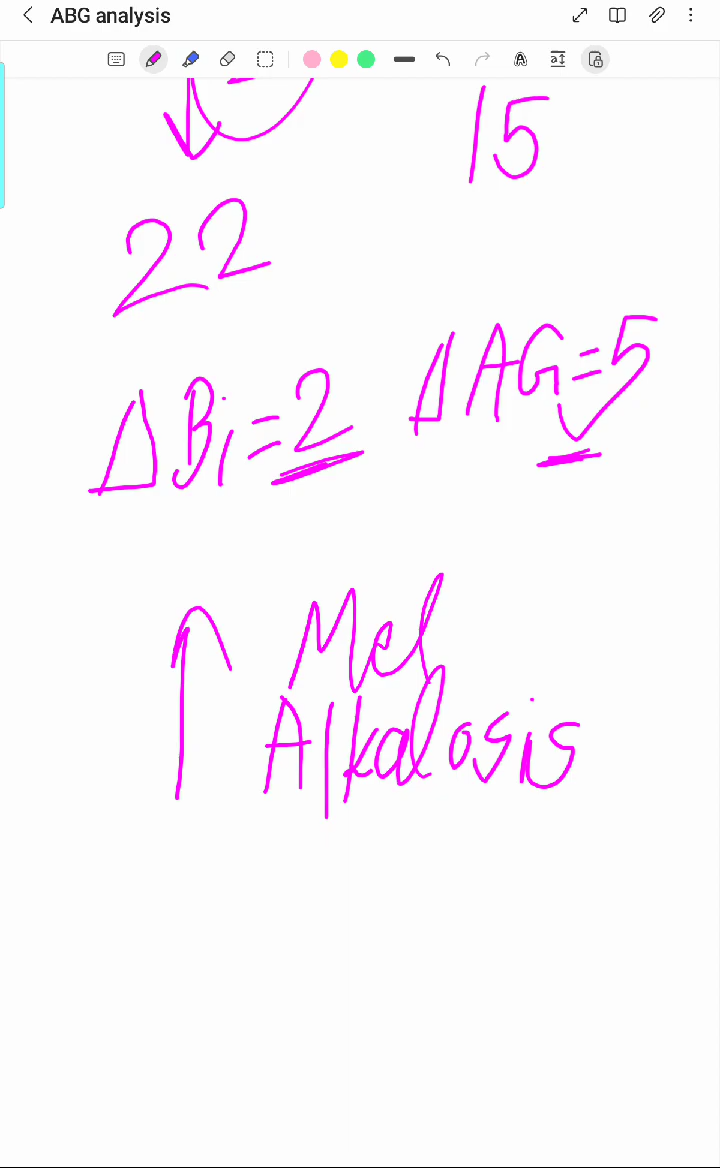 ABG analysis
15
22
ΔBi = 2 ΔAG = 5
↑ Met
Alkalosis